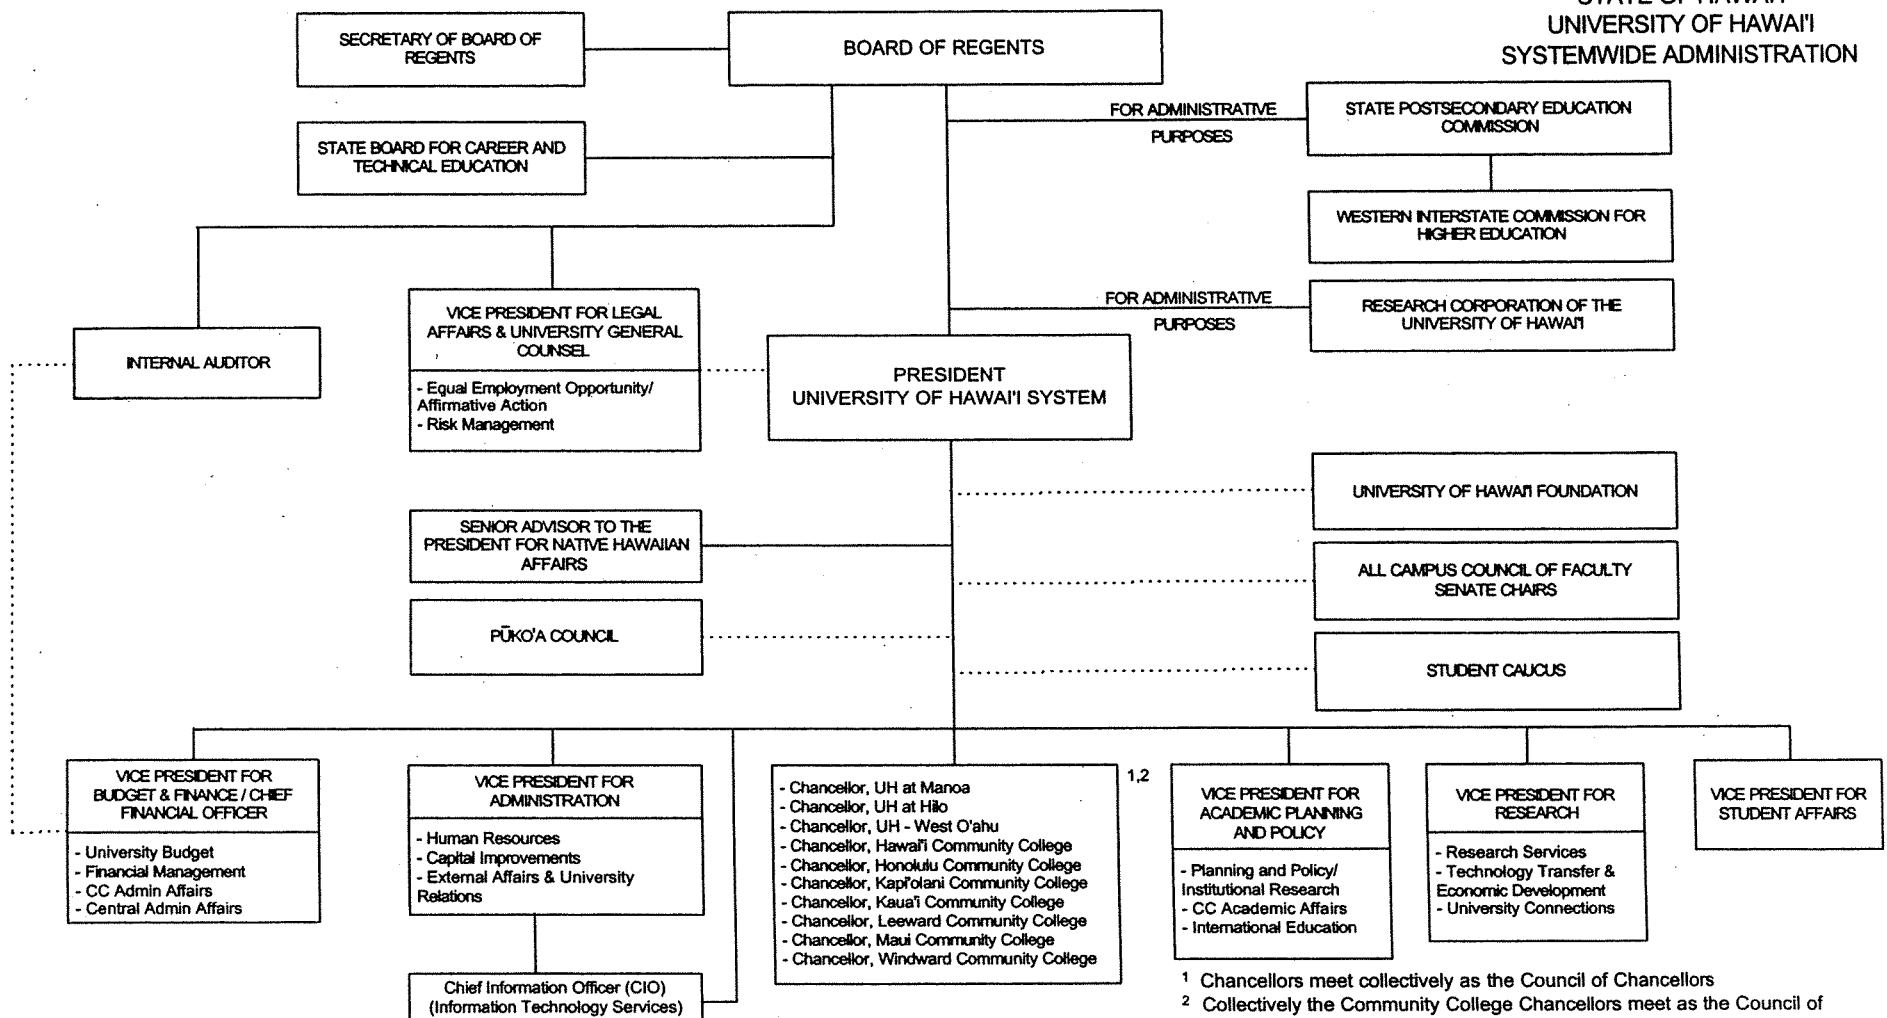 STATE OF HAWAI'I
UNIVERSITY OF HAWAI'I
SYSTEMWIDE ADMINISTRATION
SECRETARY OF BOARD OF
REGENTS
BOARD OF REGENTS
STATE BOARD FOR CAREER AND
TECHNICAL EDUCATION
FOR ADMINISTRATIVE
PURPOSES
STATE POSTSECONDARY EDUCATION
COMMISSION
WESTERN INTERSTATE COMMISSION FOR
HIGHER EDUCATION
FOR ADMINISTRATIVE
PURPOSES
RESEARCH CORPORATION OF THE
UNIVERSITY OF HAWAI'I
INTERNAL AUDITOR
VICE PRESIDENT FOR LEGAL
AFFAIRS & UNIVERSITY GENERAL
COUNSEL
- Equal Employment Opportunity/
Affirmative Action
- Risk Management
PRESIDENT
UNIVERSITY OF HAWAI'I SYSTEM
UNIVERSITY OF HAWAI'I FOUNDATION
SENIOR ADVISOR TO THE
PRESIDENT FOR NATIVE HAWAIIAN
AFFAIRS
ALL CAMPUS COUNCIL OF FACULTY
SENATE CHAIRS
PŪKO'A COUNCIL
STUDENT CAUCUS
VICE PRESIDENT FOR
BUDGET & FINANCE / CHIEF
FINANCIAL OFFICER
- University Budget
- Financial Management
- CC Admin Affairs
- Central Admin Affairs
VICE PRESIDENT FOR
ADMINISTRATION
- Human Resources
- Capital Improvements
- External Affairs & University
Relations
Chief Information Officer (CIO)
(Information Technology Services)
- Chancellor, UH at Manoa
- Chancellor, UH at Hilo
- Chancellor, UH - West O'ahu
- Chancellor, Hawai'i Community College
- Chancellor, Honolulu Community College
- Chancellor, Kapi'olani Community College
- Chancellor, Kaua'i Community College
- Chancellor, Leeward Community College
- Chancellor, Maui Community College
- Chancellor, Windward Community College
1,2
VICE PRESIDENT FOR
ACADEMIC PLANNING
AND POLICY
- Planning and Policy/
Institutional Research
- CC Academic Affairs
- International Education
VICE PRESIDENT FOR
RESEARCH
- Research Services
- Technology Transfer &
Economic Development
- University Connections
VICE PRESIDENT FOR
STUDENT AFFAIRS
1 Chancellors meet collectively as the Council of Chancellors
2 Collectively the Community College Chancellors meet as the Council of